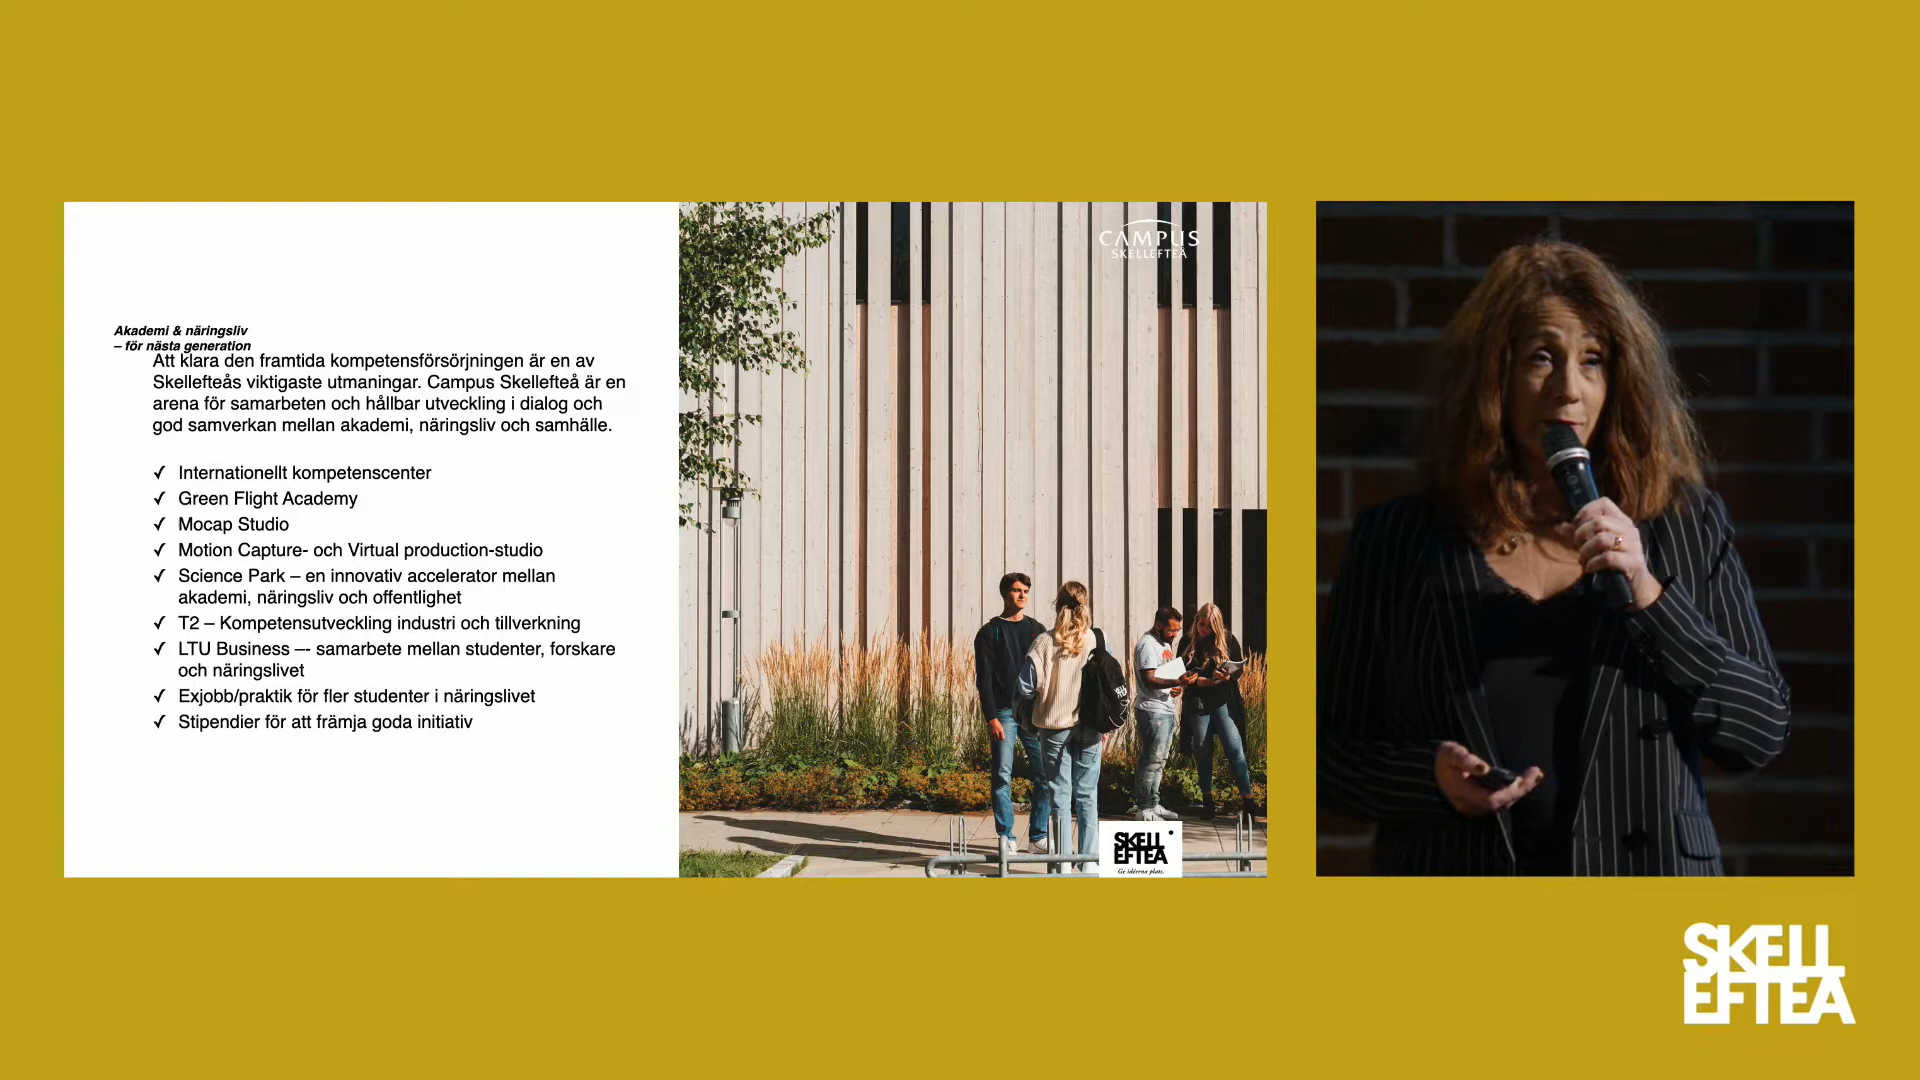 Akademi & näringsliv
– för nästa generation
Att klara den framtida kompetensförsörjningen är en av
Skellefteås viktigaste utmaningar. Campus Skellefteå är en
arena för samarbeten och hållbar utveckling i dialog och
god samverkan mellan akademi, näringsliv och samhälle.
✓ Internationellt kompetenscenter
✓ Green Flight Academy
✓ Mocap Studio
✓ Motion Capture- och Virtual production-studio
✓ Science Park – en innovativ accelerator mellan
akademi, näringsliv och offentlighet
✓ T2 – Kompetensutveckling industri och tillverkning
✓ LTU Business –- samarbete mellan studenter, forskare
och näringslivet
✓ Exjobb/praktik för fler studenter i näringslivet
✓ Stipendier för att främja goda initiativ
CAMPUS
SKELLEFTEÅ
SKELL
EFTEÅ
Ge idéerna plats.
SKELL
EFTEA